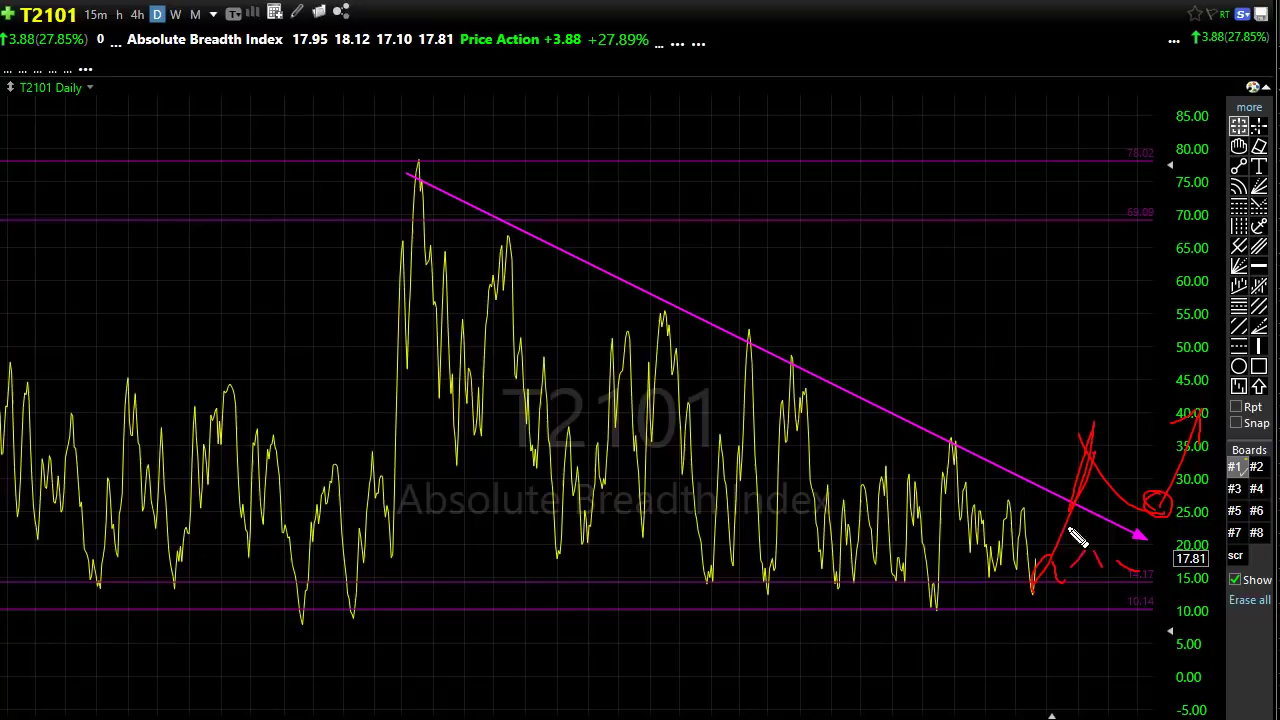 T2101 15m h 4h D W M RT S
↑3.88(27.85%) 0 ... Absolute Breadth Index 17.95 18.12 17.10 17.81 Price Action +3.88 +27.89% ... ... ... ... ↑3.88(27.85%)
... ... ... ... ... ...
T2101 Daily
more
85.00
80.00
78.02
75.00
70.00
69.09
65.00
60.00
55.00
50.00
45.00
40.00
35.00
30.00
25.00
20.00
17.81
15.00
14.17
10.14
10.00
5.00
0.00
-5.00
T2101
Absolute Breadth Index
T
Rpt
Snap
Boards
#1 #2
#3 #4
#5 #6
#7 #8
scr
Show
Erase all